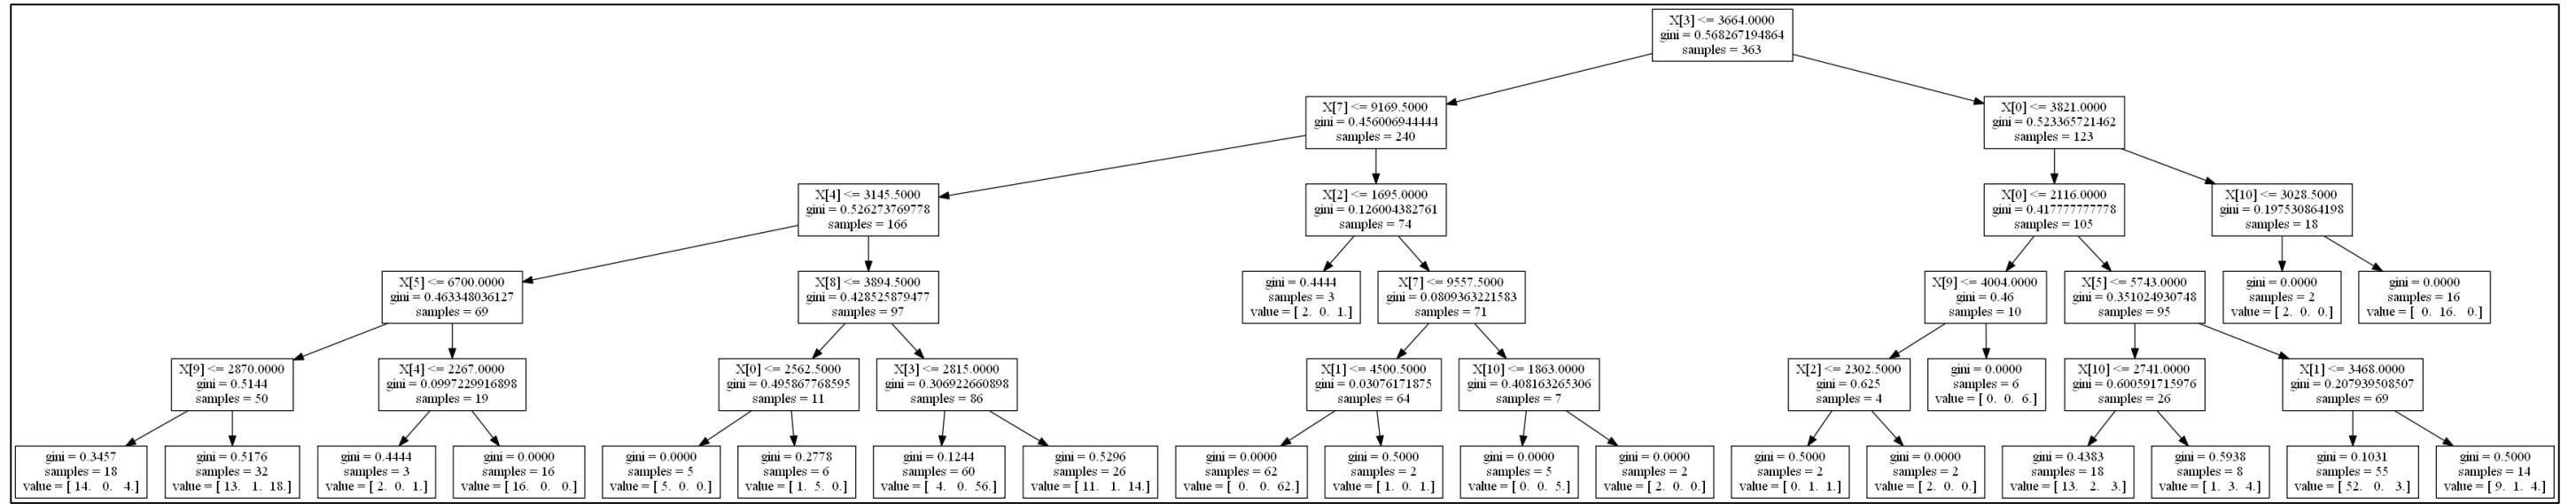 X[3] <= 3664.0000
gini = 0.568267194864
samples = 363
X[7] <= 9169.5000
gini = 0.456006944444
samples = 240
X[0] <= 3821.0000
gini = 0.523365721462
samples = 123
X[4] <= 3145.5000
gini = 0.526273769778
samples = 166
X[2] <= 1695.0000
gini = 0.126004382761
samples = 74
X[0] <= 2116.0000
gini = 0.417777777778
samples = 105
X[10] <= 3028.5000
gini = 0.197530864198
samples = 18
X[5] <= 6700.0000
gini = 0.463348036127
samples = 69
X[8] <= 3894.5000
gini = 0.428525879477
samples = 97
gini = 0.4444
samples = 3
value = [ 2. 0. 1.]
X[7] <= 9557.5000
gini = 0.0809363221583
samples = 71
X[9] <= 4004.0000
gini = 0.46
samples = 10
X[5] <= 5743.0000
gini = 0.351024930748
samples = 95
gini = 0.0000
samples = 2
value = [ 2. 0. 0.]
gini = 0.0000
samples = 16
value = [ 0. 16. 0.]
X[9] <= 2870.0000
gini = 0.5144
samples = 50
X[4] <= 2267.0000
gini = 0.0997229916898
samples = 19
X[0] <= 2562.5000
gini = 0.495867768595
samples = 11
X[3] <= 2815.0000
gini = 0.306922660898
samples = 86
X[1] <= 4500.5000
gini = 0.03076171875
samples = 64
X[10] <= 1863.0000
gini = 0.408163265306
samples = 7
X[2] <= 2302.5000
gini = 0.625
samples = 4
gini = 0.0000
samples = 6
value = [ 0. 0. 6.]
X[10] <= 2741.0000
gini = 0.600591715976
samples = 26
X[1] <= 3468.0000
gini = 0.207939508507
samples = 69
gini = 0.3457
samples = 18
value = [ 14. 0. 4.]
gini = 0.5176
samples = 32
value = [ 13. 1. 18.]
gini = 0.4444
samples = 3
value = [ 2. 0. 1.]
gini = 0.0000
samples = 16
value = [ 16. 0. 0.]
gini = 0.0000
samples = 5
value = [ 5. 0. 0.]
gini = 0.2778
samples = 6
value = [ 1. 5. 0.]
gini = 0.1244
samples = 60
value = [ 4. 0. 56.]
gini = 0.5296
samples = 26
value = [ 11. 1. 14.]
gini = 0.0000
samples = 62
value = [ 0. 0. 62.]
gini = 0.5000
samples = 2
value = [ 1. 0. 1.]
gini = 0.0000
samples = 5
value = [ 0. 0. 5.]
gini = 0.0000
samples = 2
value = [ 2. 0. 0.]
gini = 0.5000
samples = 2
value = [ 0. 1. 1.]
gini = 0.0000
samples = 2
value = [ 2. 0. 0.]
gini = 0.4383
samples = 18
value = [ 13. 2. 3.]
gini = 0.5938
samples = 8
value = [ 1. 3. 4.]
gini = 0.1031
samples = 55
value = [ 52. 0. 3.]
gini = 0.5000
samples = 14
value = [ 9. 1. 4.]